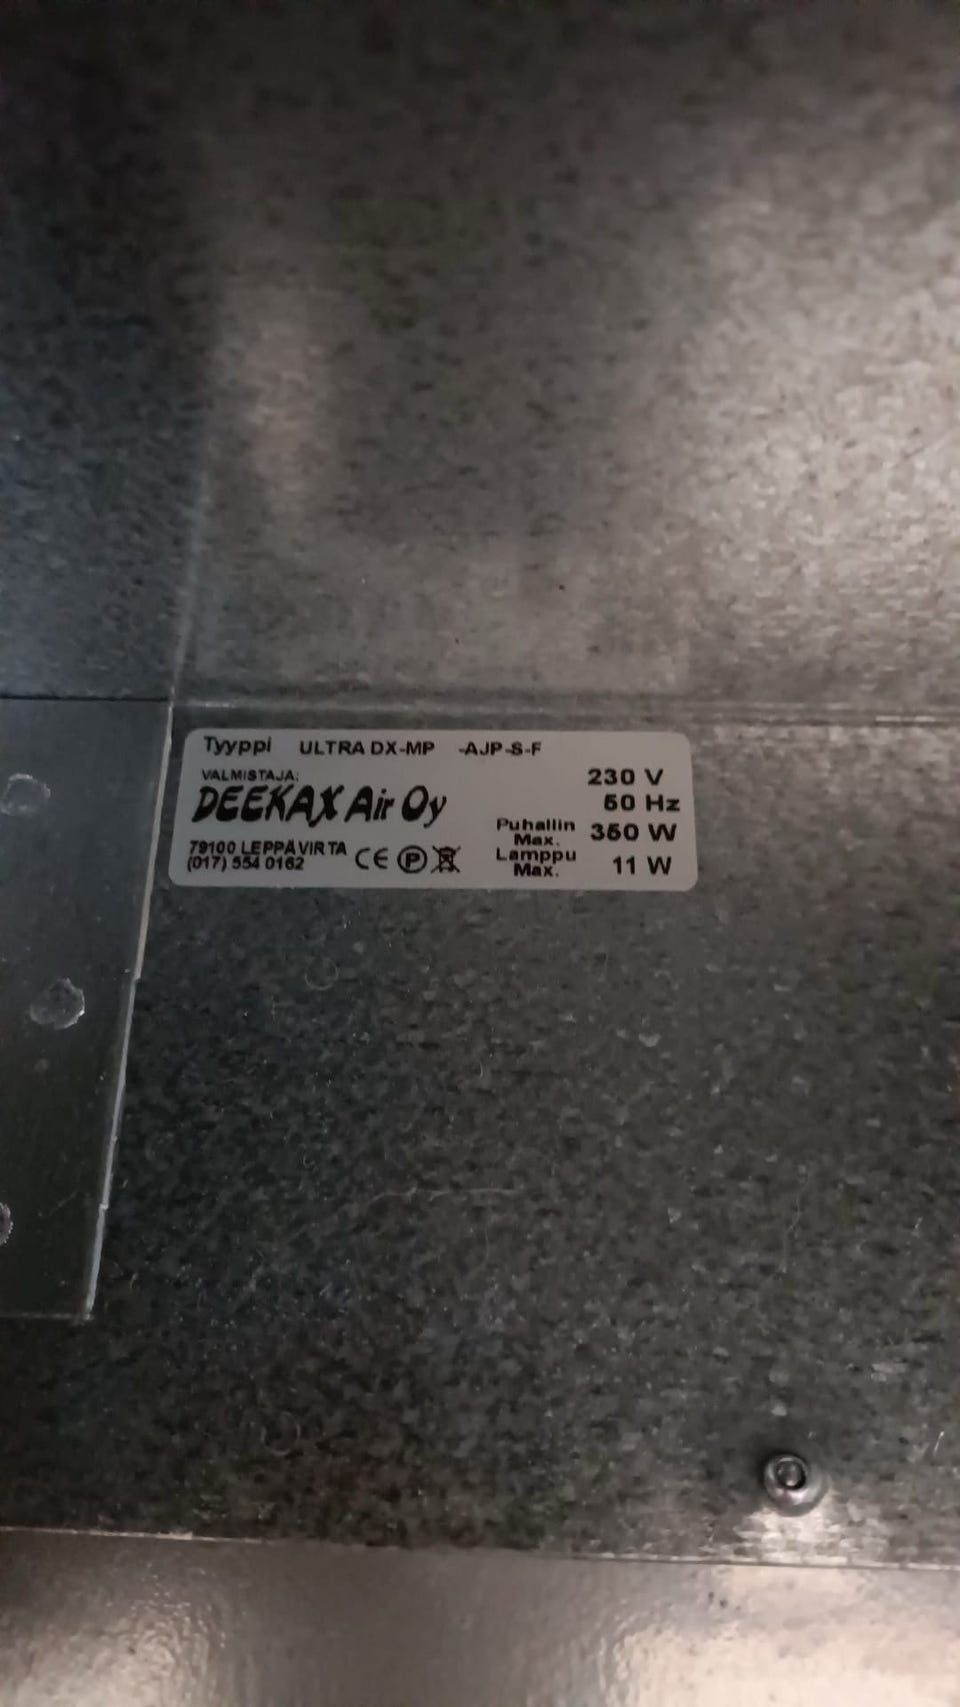 Tyyppi ULTRA DX-MP -AJP-S-F
VALMISTAJA:
DEEKAX Air Oy
79100 LEPPÄVIRTA
(017) 554 0162
CE P
230 V
50 Hz
Puhallin Max. 350 W
Lamppu Max. 11 W